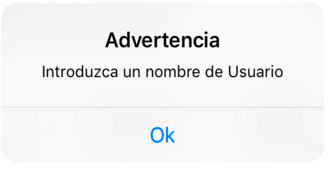 Advertencia
Introduzca un nombre de Usuario
Ok